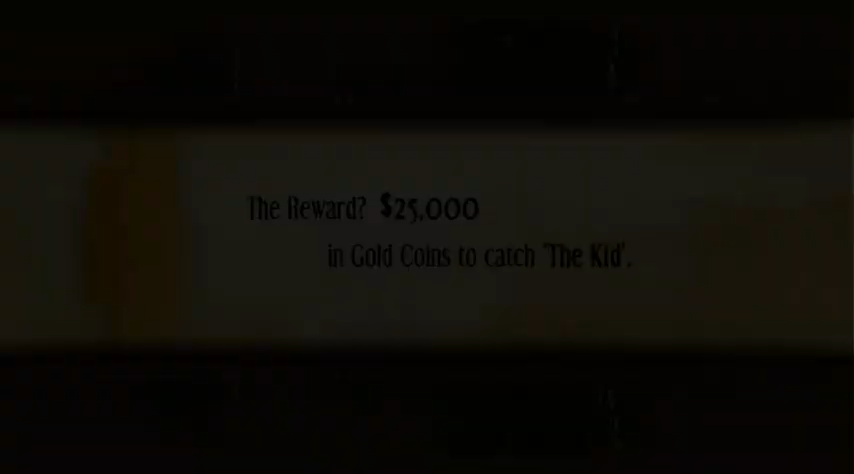 The Reward? $25,000
in Gold Coins to catch 'The Kid'.